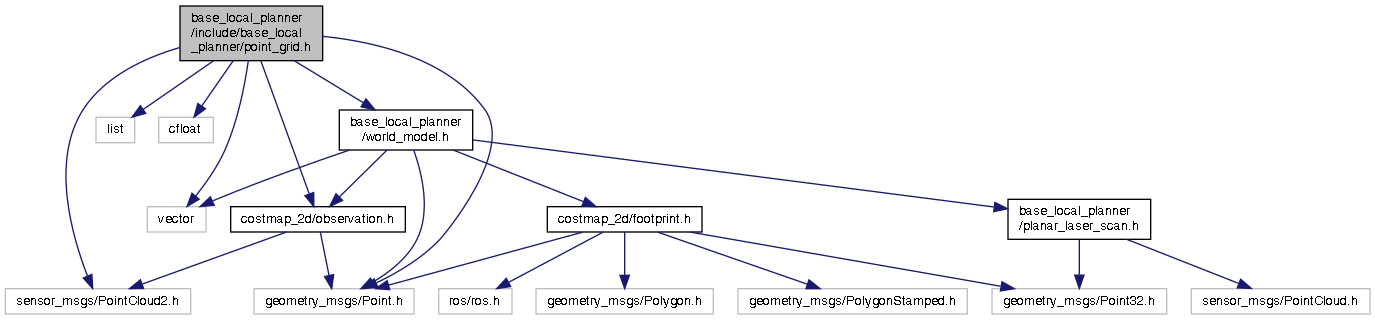 base_local_planner
/include/base_local
_planner/point_grid.h
list
cfloat
base_local_planner
/world_model.h
vector
costmap_2d/observation.h
costmap_2d/footprint.h
base_local_planner
/planar_laser_scan.h
sensor_msgs/PointCloud2.h
geometry_msgs/Point.h
ros/ros.h
geometry_msgs/Polygon.h
geometry_msgs/PolygonStamped.h
geometry_msgs/Point32.h
sensor_msgs/PointCloud.h